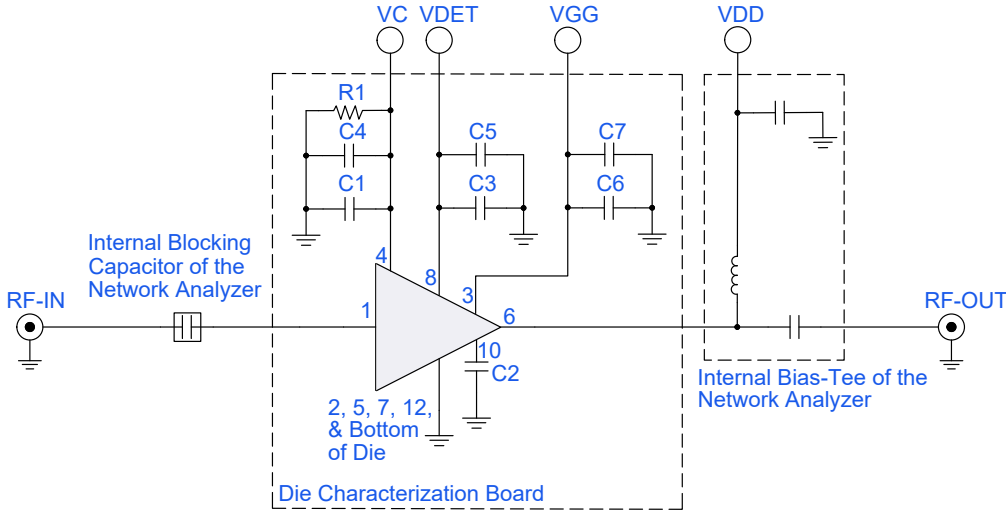 VC
VDET
VGG
VDD
R1
C4
C1
C5
C3
C7
C6
Internal Blocking
Capacitor of the
Network Analyzer
RF-IN
RF-OUT
4
8
3
1
6
10
C2
2, 5, 7, 12,
& Bottom
of Die
Internal Bias-Tee of the
Network Analyzer
Die Characterization Board